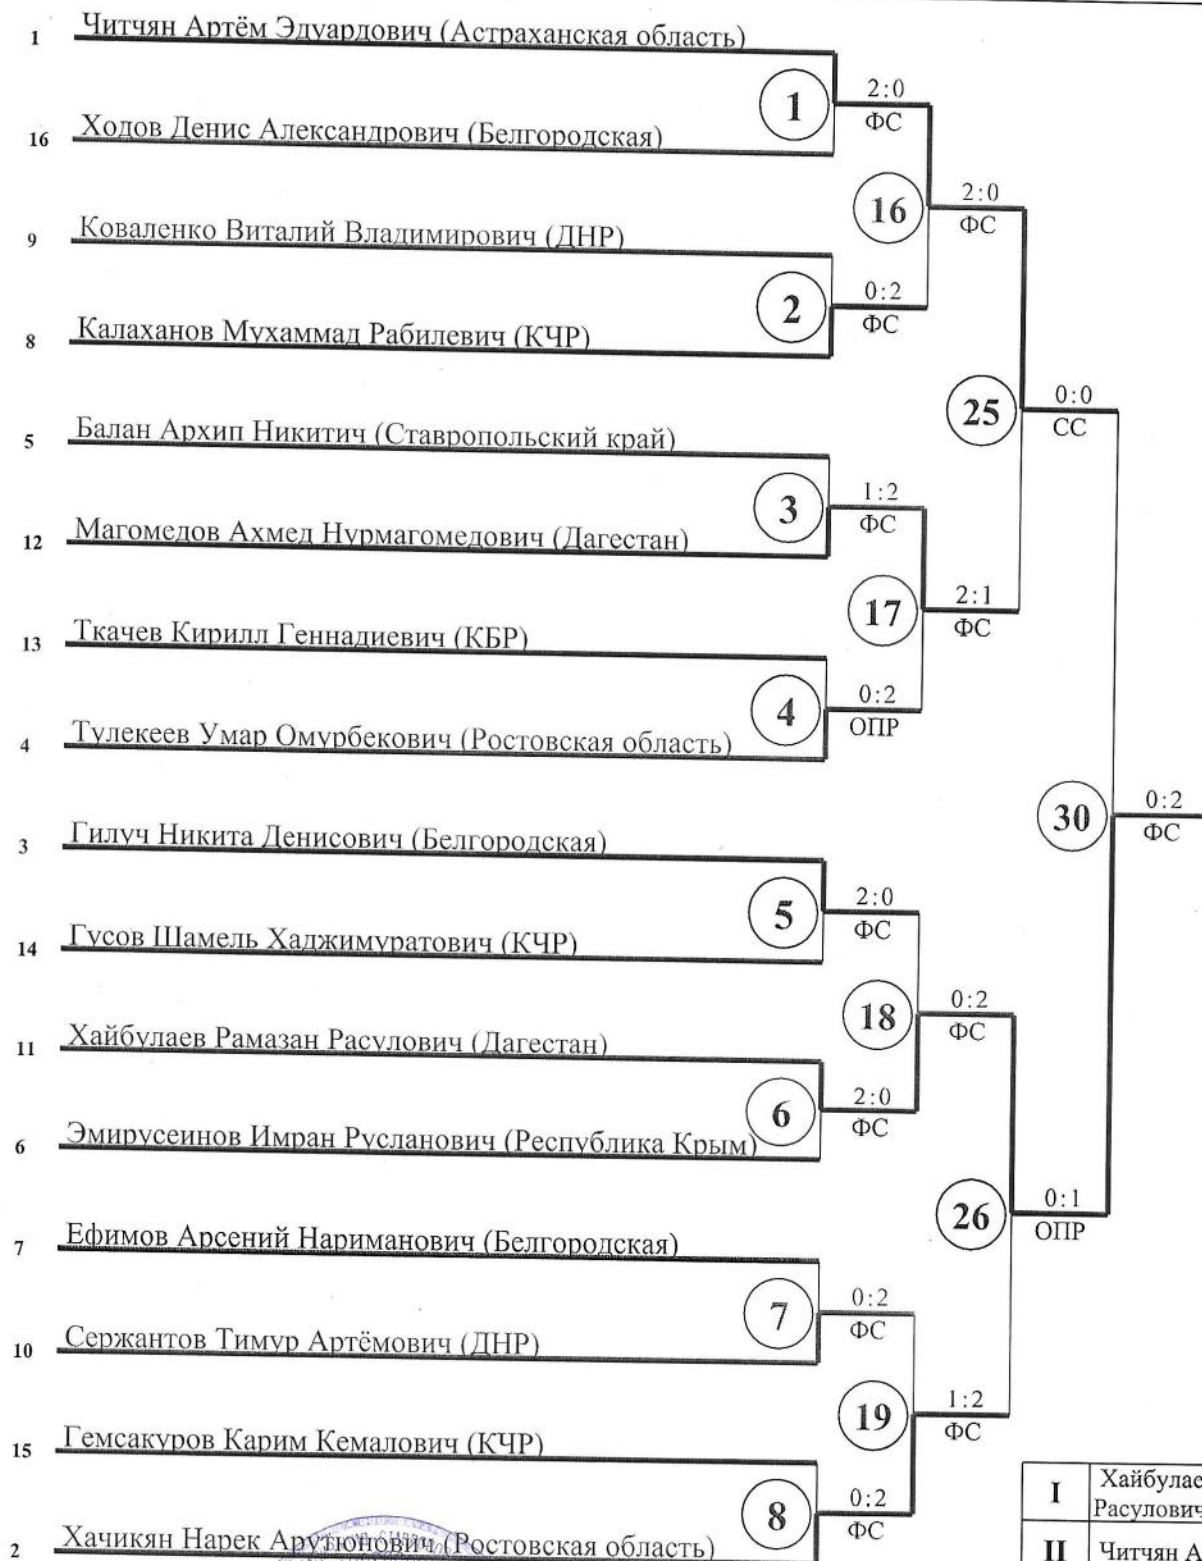 1 Читчян Артём Эдуардович (Астраханская область)
1
2:0
ФС
16 Ходов Денис Александрович (Белгородская)
16
2:0
ФС
9 Коваленко Виталий Владимирович (ДНР)
2
0:2
ФС
8 Калаханов Мухаммад Рабилевич (КЧР)
25
0:0
СС
5 Балан Архип Никитич (Ставропольский край)
3
1:2
ФС
12 Магомедов Ахмед Нурмагомедович (Дагестан)
17
2:1
ФС
13 Ткачев Кирилл Геннадиевич (КБР)
4
0:2
ОПР
4 Тулекеев Умар Омурбекович (Ростовская область)
30
0:2
ФС
3 Гилуч Никита Денисович (Белгородская)
5
2:0
ФС
14 Гусов Шамель Хаджимуратович (КЧР)
18
0:2
ФС
11 Хайбулаев Рамазан Расулович (Дагестан)
6
2:0
ФС
6 Эмирусеинов Имран Русланович (Республика Крым)
26
0:1
ОПР
7 Ефимов Арсений Нариманович (Белгородская)
7
0:2
ФС
10 Сержантов Тимур Артёмович (ДНР)
19
1:2
ФС
15 Гемсакуров Карим Кемалович (КЧР)
8
0:2
ФС
2 Хачикян Нарек Арутюнович (Ростовская область)
I Хайбулае
Расулович
II Читчян А